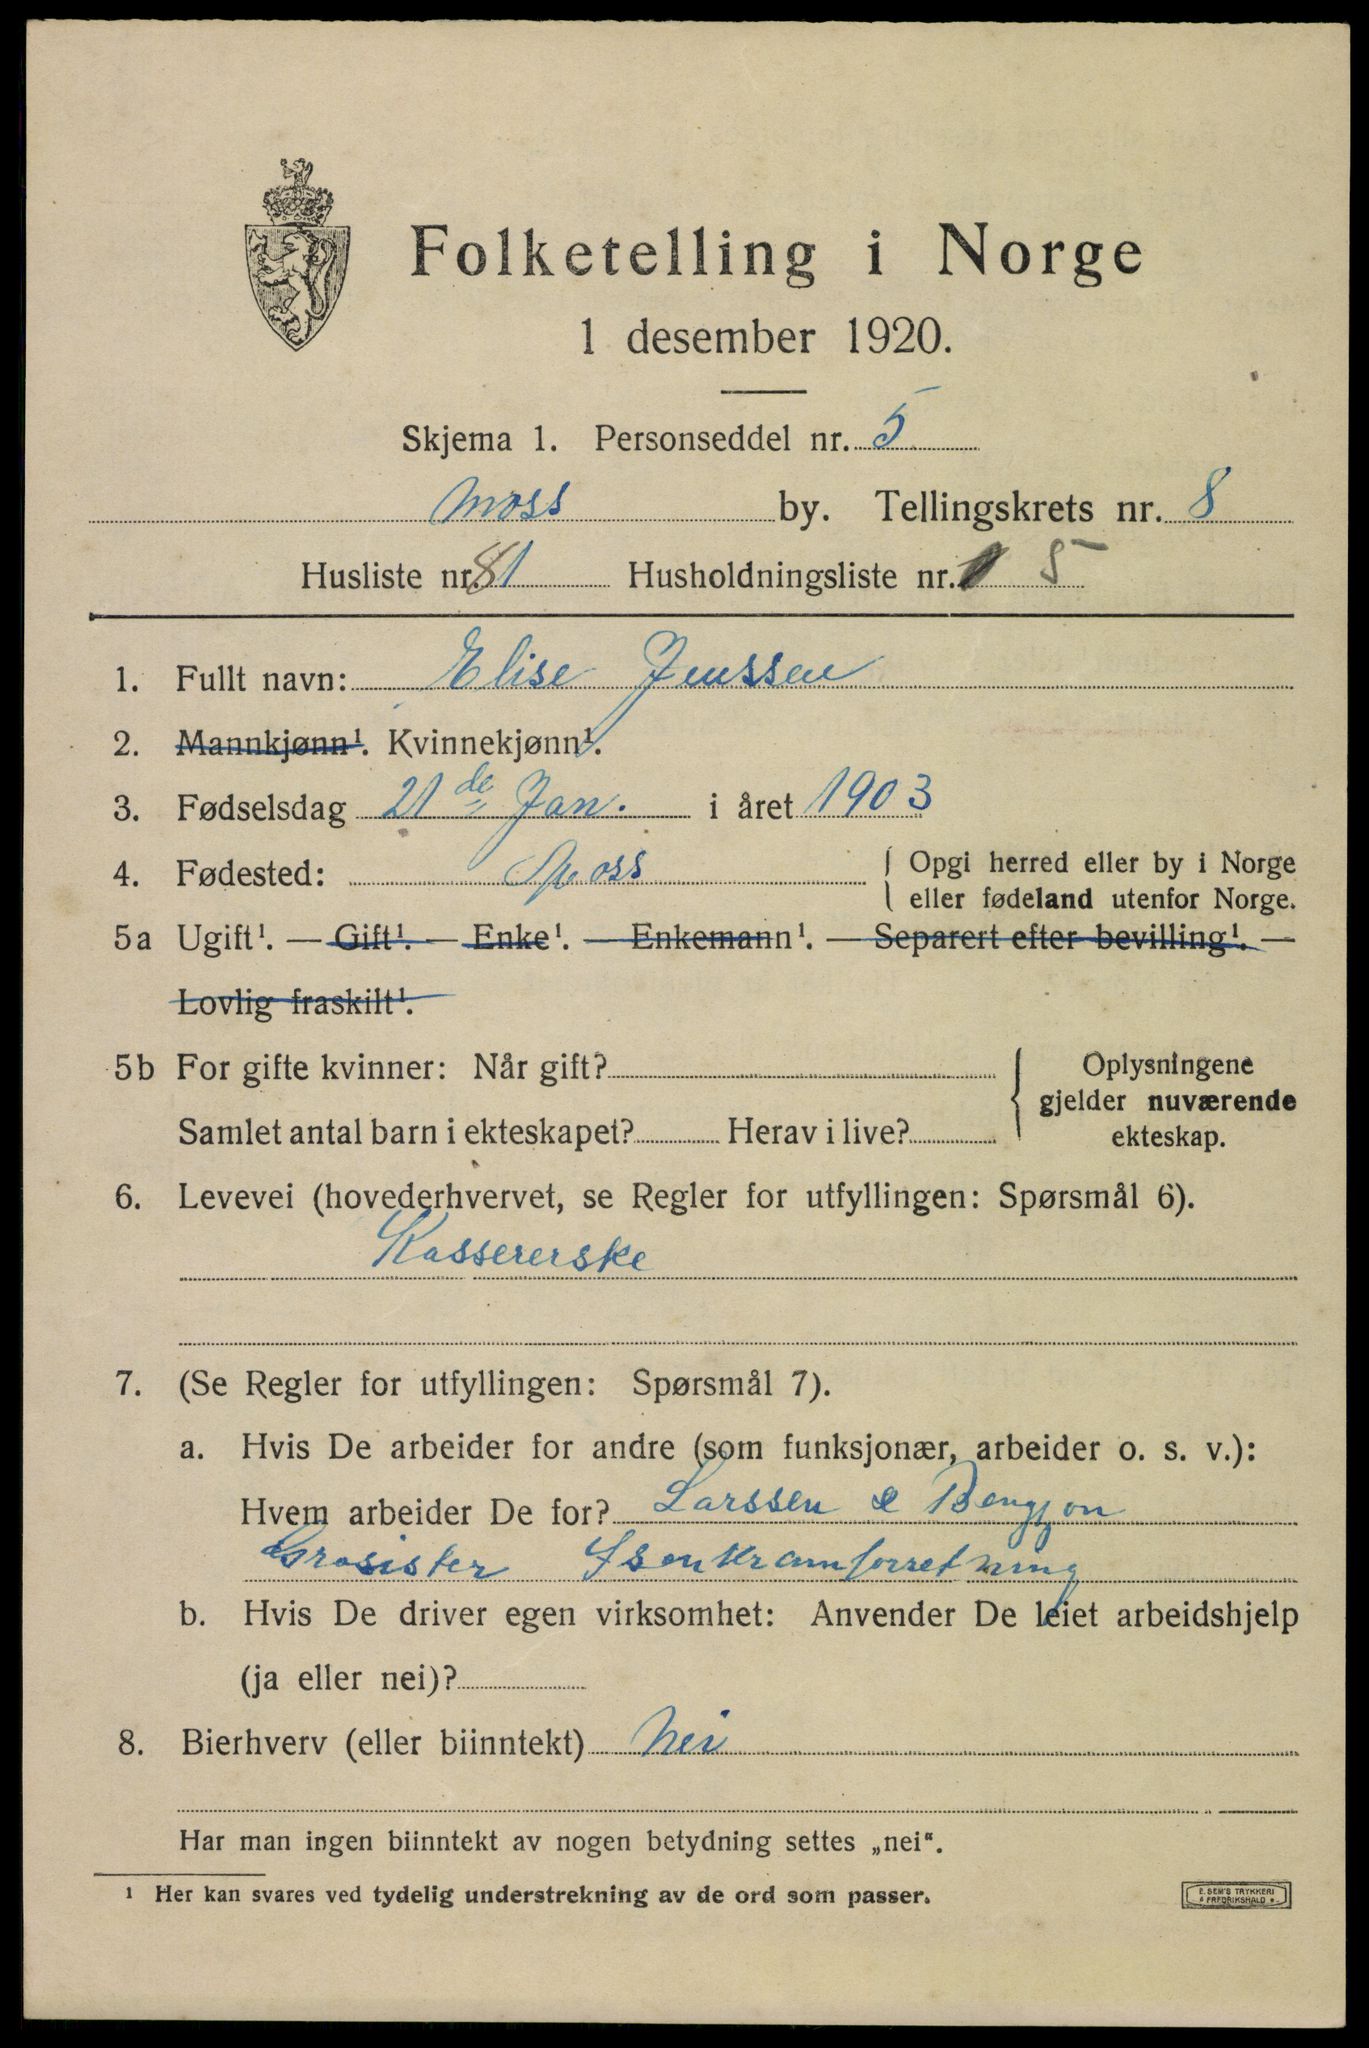 Folketelling i Norge
1 desember 1920.
Skjema 1. Personseddel nr. 5
Moss by. Tellingskrets nr. 8
Husliste nr. 81 Husholdningsliste nr. 5
1. Fullt navn: Elise Jenssen
2. Mannkjønn¹. Kvinnekjønn¹.
3. Fødselsdag 21de Jan. i året 1903
4. Fødested: Moss { Opgi herred eller by i Norge
eller fødeland utenfor Norge.
5a Ugift¹. — Gift¹. — Enke¹. — Enkemann¹. — Separert efter bevilling¹. —
Lovlig fraskilt¹.
5b For gifte kvinner: Når gift? { Oplysningene
gjelder nuværende
Samlet antal barn i ekteskapet? Herav i live? ekteskap.
6. Levevei (hovederhvervet, se Regler for utfyllingen: Spørsmål 6).
Kassererske
7. (Se Regler for utfyllingen: Spørsmål 7).
a. Hvis De arbeider for andre (som funksjonær, arbeider o. s. v.):
Hvem arbeider De for? Larssen &
Grosister Isenkramforretning
b. Hvis De driver egen virksomhet: Anvender De leiet arbeidshjelp
(ja eller nei)?
8. Bierhverv (eller biinntekt) Nei
Har man ingen biinntekt av nogen betydning settes „nei“.
¹ Her kan svares ved tydelig understrekning av de ord som passer.
E. SEM'S TRYKKERI
FREDRIKSHALD